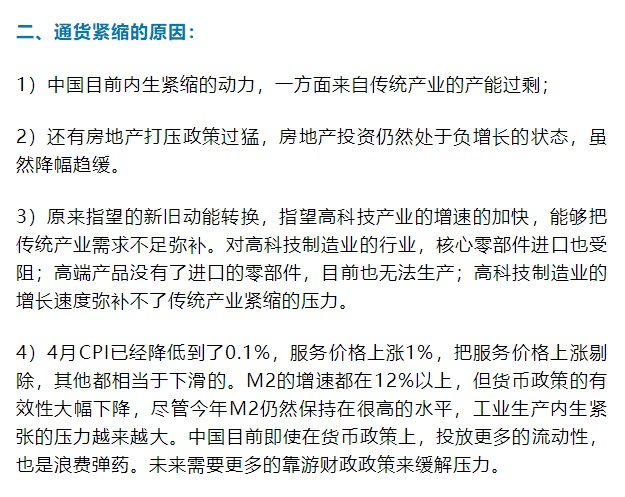 二、通货紧缩的原因：
1）中国目前内生紧缩的动力，一方面来自传统产业的产能过剩；
2）还有房地产打压政策过猛，房地产投资仍然处于负增长的状态，虽
然降幅趋缓。
3）原来指望的新旧动能转换，指望高科技产业的增速的加快，能够把
传统产业需求不足弥补。对高科技制造业的行业，核心零部件进口也受
阻；高端产品没有了进口的零部件，目前也无法生产；高科技制造业的
增长速度弥补不了传统产业紧缩的压力。
4）4月CPI已经降低到了0.1%，服务价格上涨1%，把服务价格上涨剔
除，其他都相当于下滑的。M2的增速都在12%以上，但货币政策的有
效性大幅下降，尽管今年M2仍然保持在很高的水平，工业生产内生紧
张的压力越来越大。中国目前即使在货币政策上，投放更多的流动性，
也是浪费弹药。未来需要更多的靠游财政政策来缓解压力。